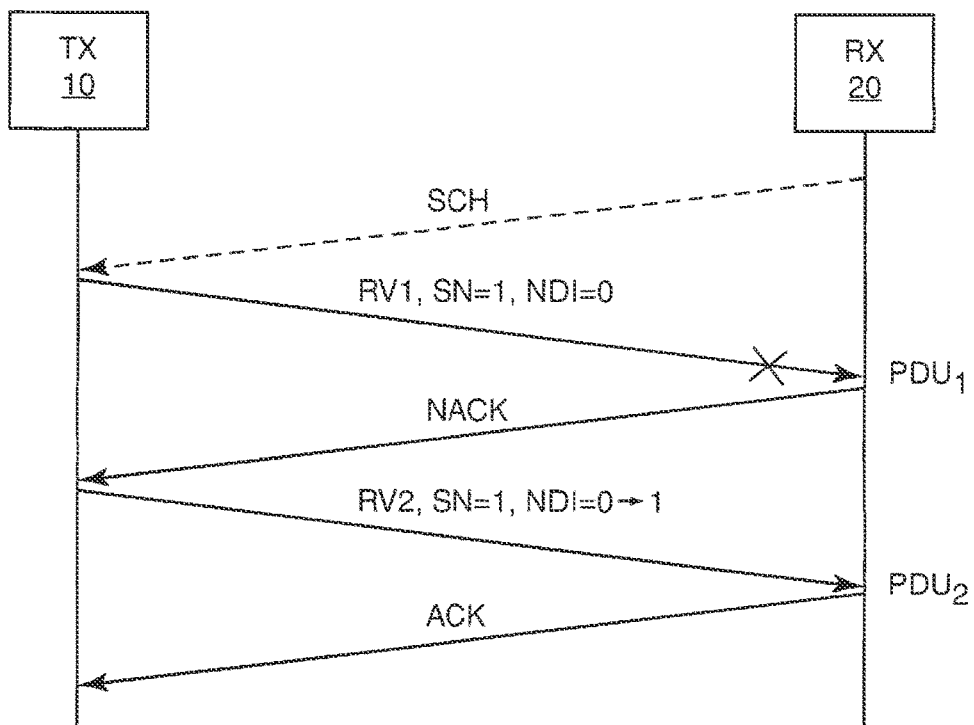 TX
10
RX
20
SCH
RV1, SN=1, NDI=0
PDU₁
NACK
RV2, SN=1, NDI=0→1
PDU₂
ACK